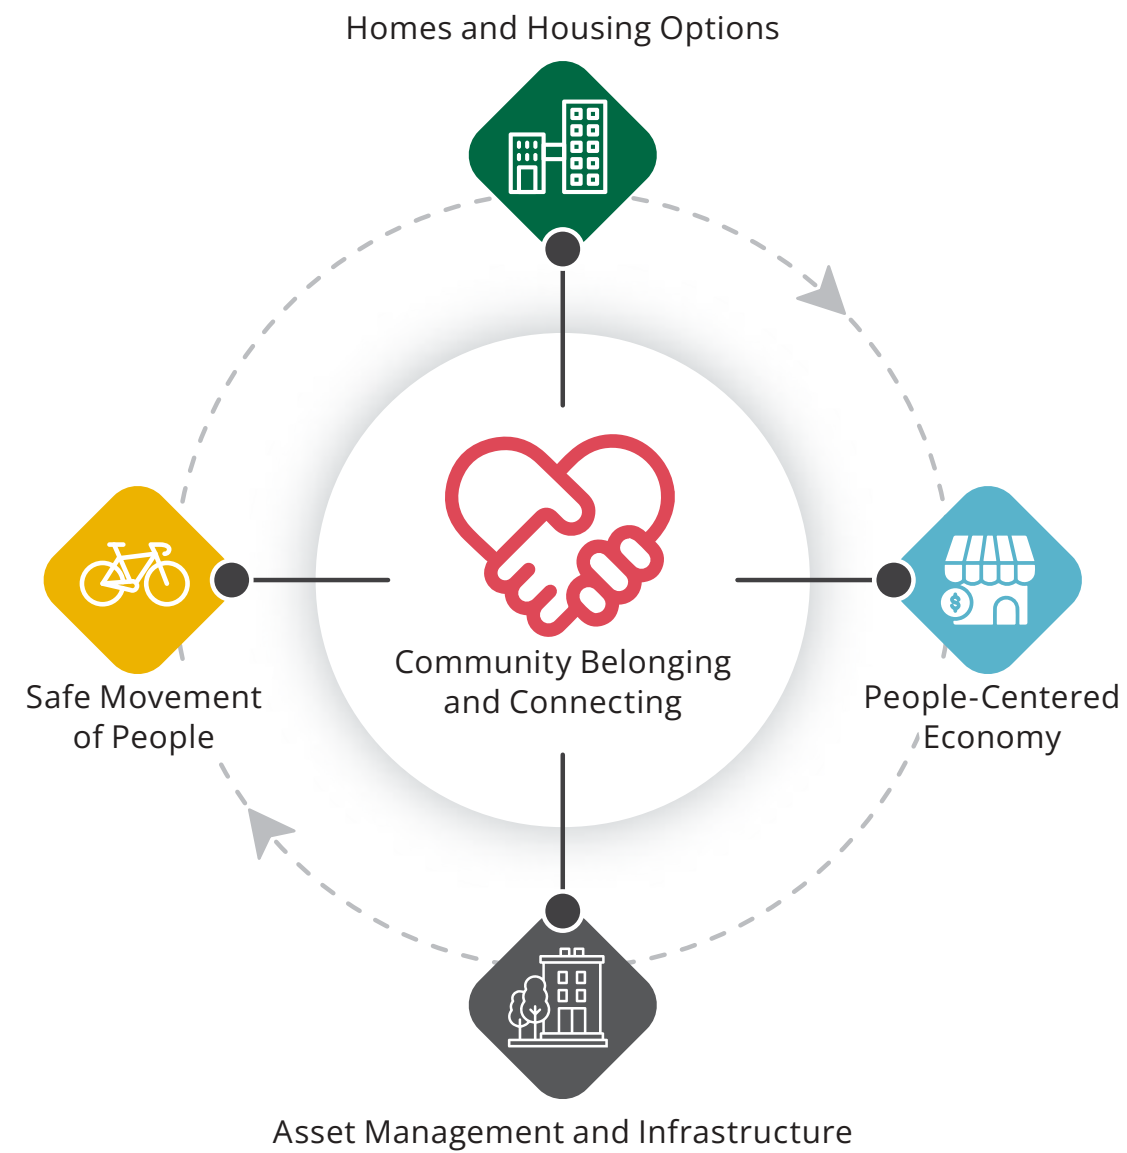 Homes and Housing Options
$
Community Belonging
and Connecting
Safe Movement
of People
People-Centered
Economy
Asset Management and Infrastructure